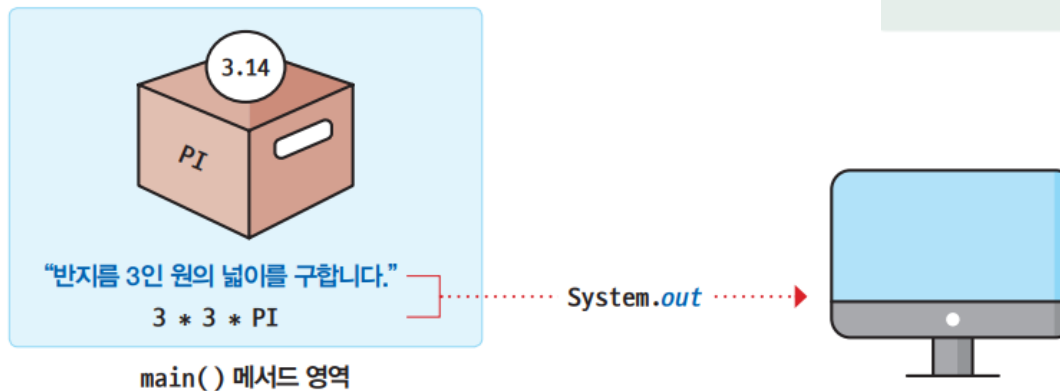 3.14
PI
“반지름 3인 원의 넓이를 구합니다.”
3 * 3 * PI
System.out
main() 메서드 영역